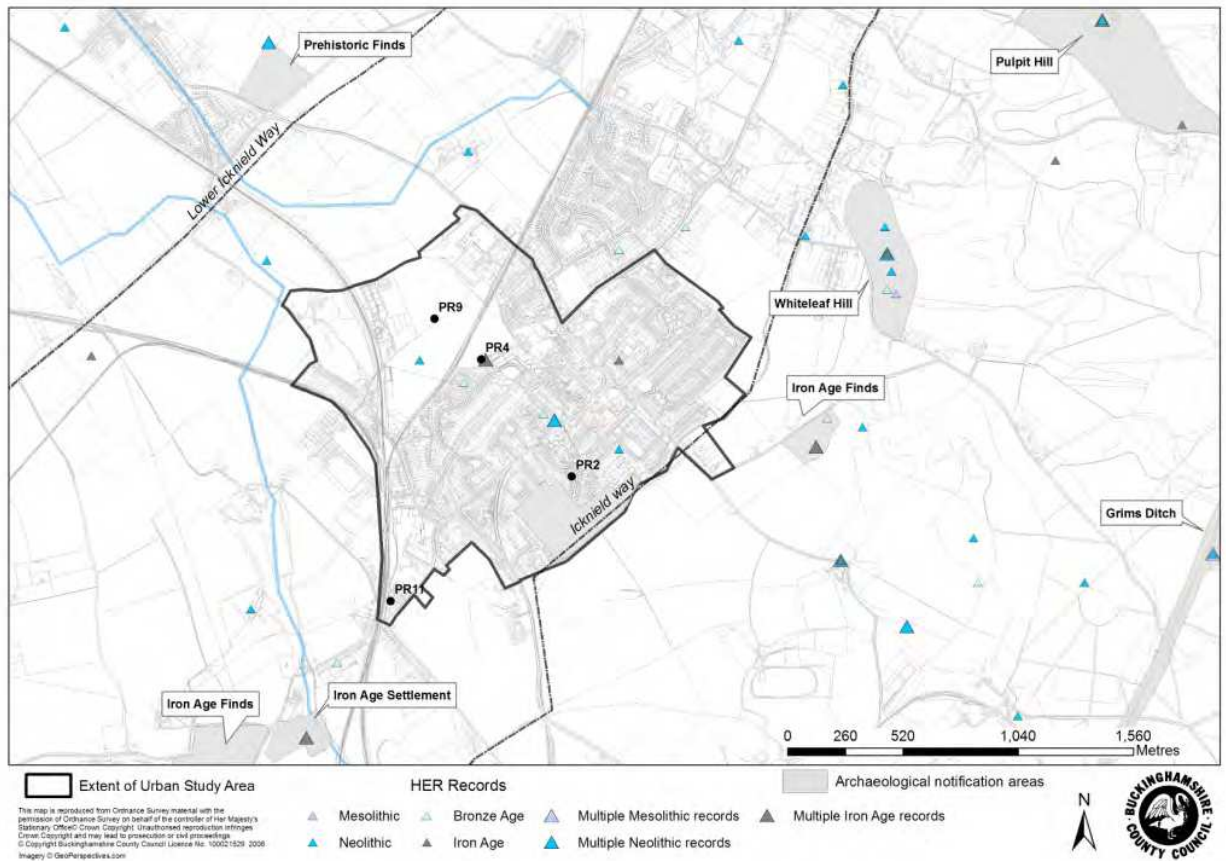 Prehistoric Finds
Pulpit Hill
Lower Icknield Way
Whiteleaf Hill
PR9
PR4
Iron Age Finds
PR2
Icknield way
Grims Ditch
PR11
Iron Age Settlement
Iron Age Finds
0 260 520 1,040 1,560
Metres
Extent of Urban Study Area
HER Records
Archaeological notification areas
This map is reproduced from Ordnance Survey material with the
permission of Ordnance Survey on behalf of the controller of Her Majesty's
Stationary Office© Crown Copyright. Unauthorised reproduction infringes
Crown Copyright and may lead to prosecution or civil proceedings
© Copyright Buckinghamshire County Council Licence No. 100021529 2006
Imagery © GeoPerspectives.com
Mesolithic
Bronze Age
Multiple Mesolithic records
Multiple Iron Age records
Neolithic
Iron Age
Multiple Neolithic records
N
BUCKINGHAMSHIRE
COUNTY COUNCIL